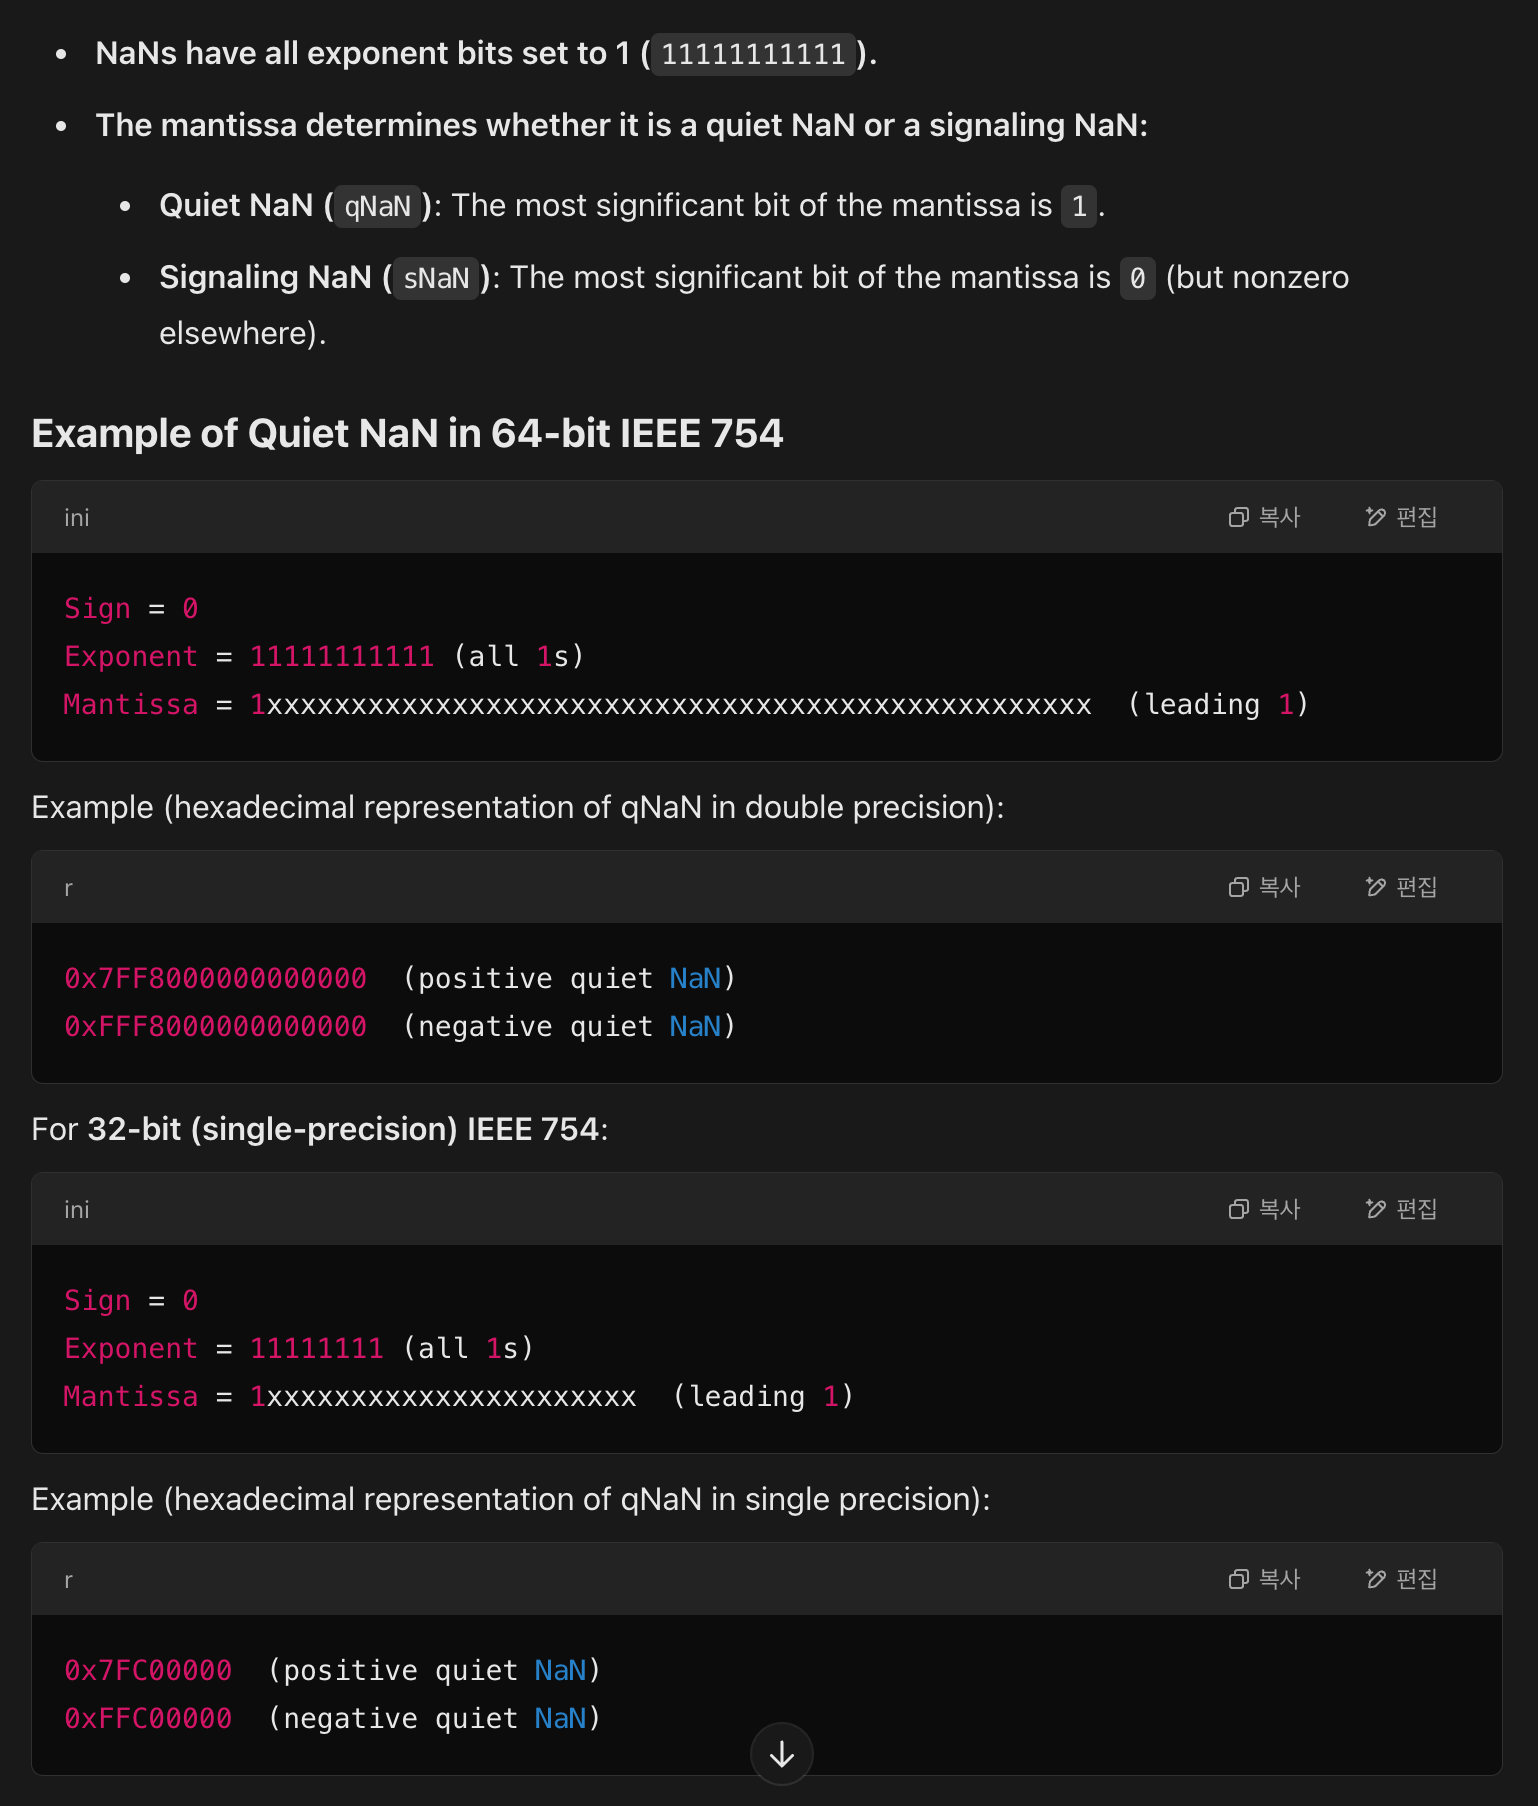 • NaNs have all exponent bits set to 1 (11111111111).
• The mantissa determines whether it is a quiet NaN or a signaling NaN:
• Quiet NaN (qNaN): The most significant bit of the mantissa is 1.
• Signaling NaN (sNaN): The most significant bit of the mantissa is 0 (but nonzero
elsewhere).
Example of Quiet NaN in 64-bit IEEE 754
ini 복사 편집
Sign = 0
Exponent = 11111111111 (all 1s)
Mantissa = 1xxxxxxxxxxxxxxxxxxxxxxxxxxxxxxxxxxxxxxxxxxxxxxxxx  (leading 1)
Example (hexadecimal representation of qNaN in double precision):
r 복사 편집
0x7FF8000000000000  (positive quiet NaN)
0xFFF8000000000000  (negative quiet NaN)
For 32-bit (single-precision) IEEE 754:
ini 복사 편집
Sign = 0
Exponent = 11111111 (all 1s)
Mantissa = 1xxxxxxxxxxxxxxxxxxxxxx  (leading 1)
Example (hexadecimal representation of qNaN in single precision):
r 복사 편집
0x7FC00000  (positive quiet NaN)
0xFFC00000  (negative quiet NaN)